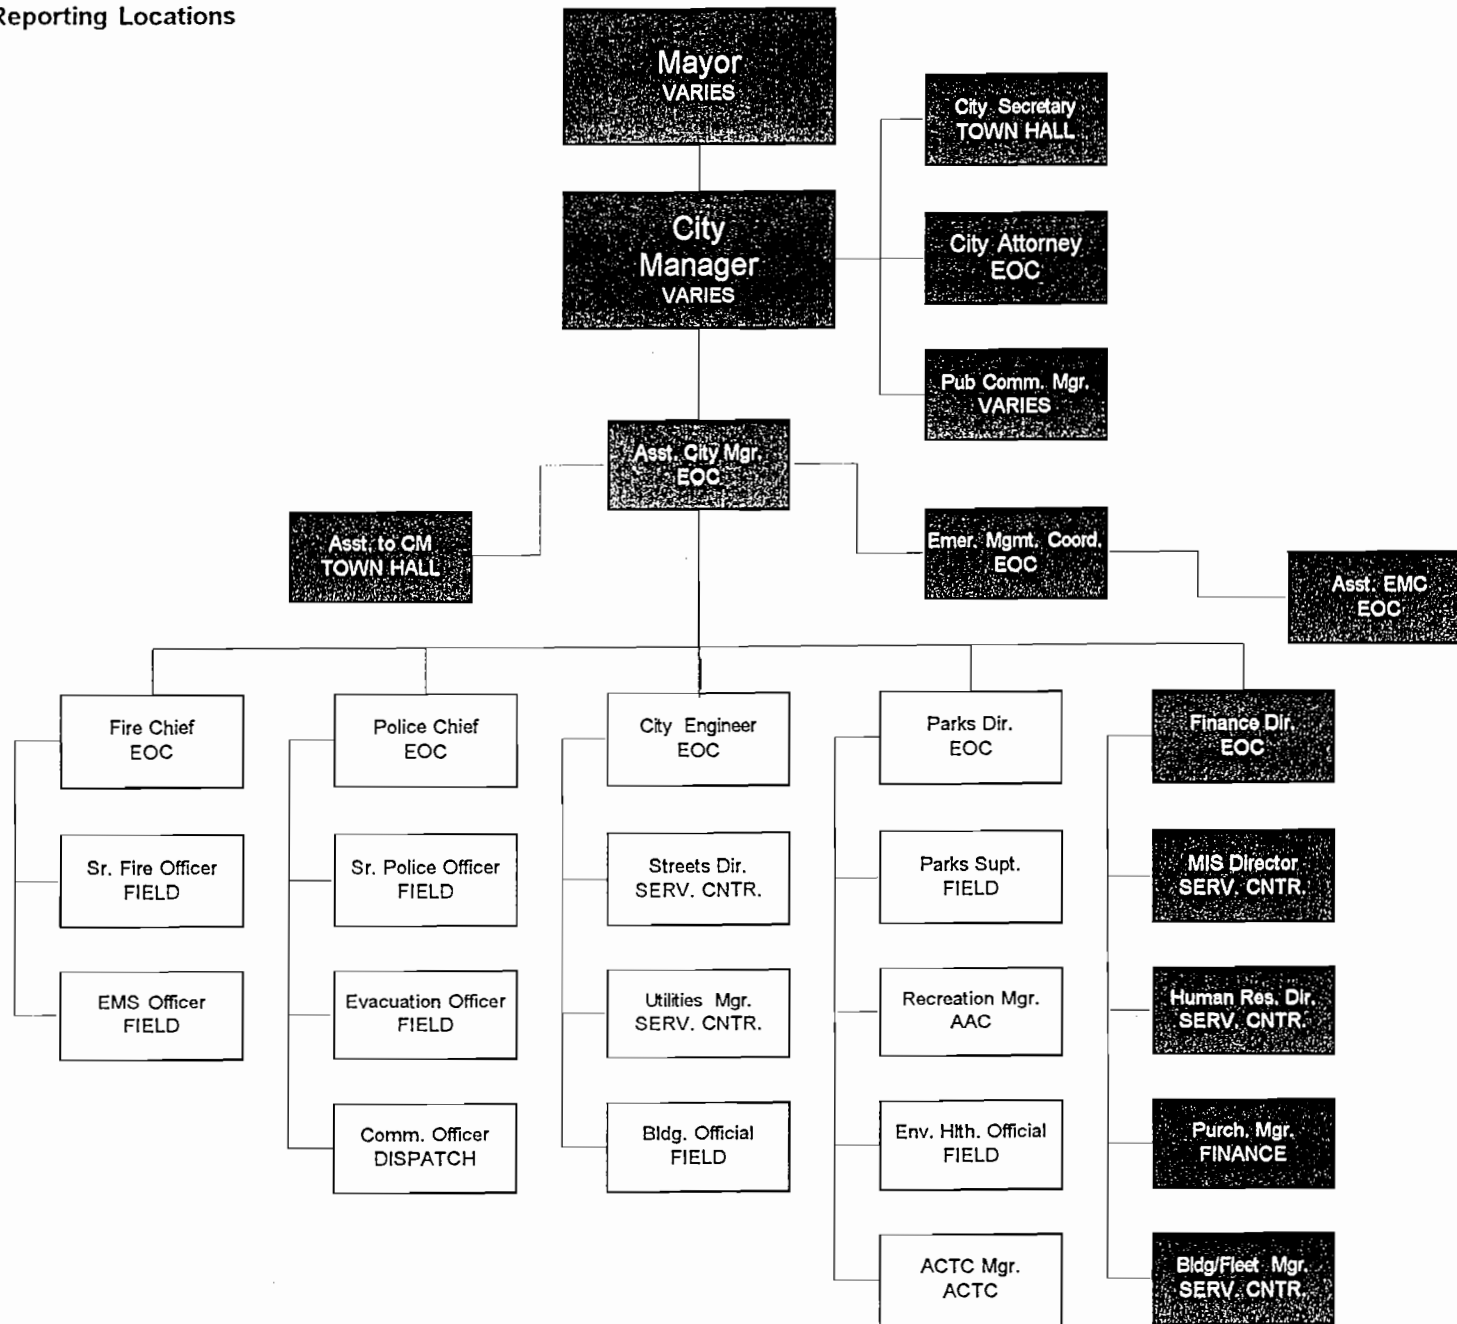 Reporting Locations
Mayor
VARIES
City Secretary
TOWN HALL
City
Manager
VARIES
City Attorney
EOC
Pub Comm. Mgr.
VARIES
Asst. City Mgr.
EOC
Asst. to CM
TOWN HALL
Emer. Mgmt. Coord.
EOC
Asst. EMC
EOC
Fire Chief
EOC
Police Chief
EOC
City Engineer
EOC
Parks Dir.
EOC
Finance Dir.
EOC
Sr. Fire Officer
FIELD
Sr. Police Officer
FIELD
Streets Dir.
SERV. CNTR.
Parks Supt.
FIELD
MIS Director
SERV. CNTR.
EMS Officer
FIELD
Evacuation Officer
FIELD
Utilities Mgr.
SERV. CNTR.
Recreation Mgr.
AAC
Human Res. Dir.
SERV. CNTR.
Comm. Officer
DISPATCH
Bldg. Official
FIELD
Env. Hlth. Official
FIELD
Purch. Mgr.
FINANCE
ACTC Mgr.
ACTC
Bldg/Fleet Mgr.
SERV. CNTR.